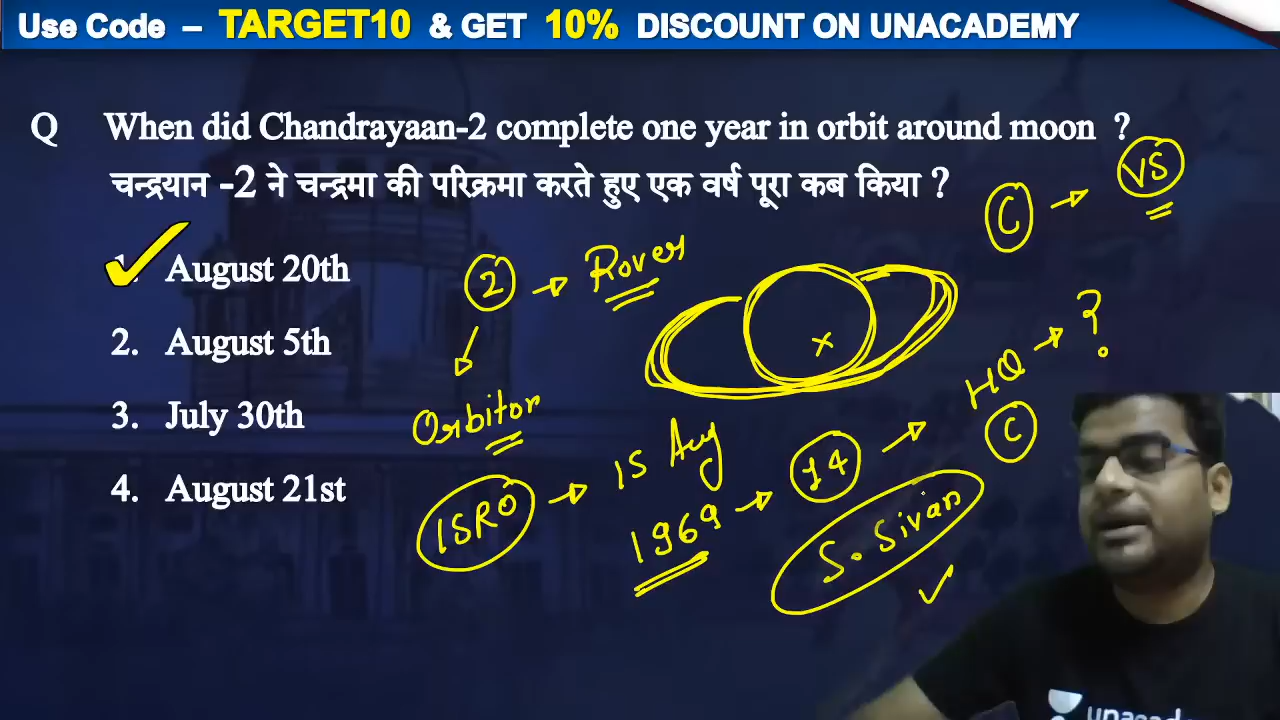 Use Code – TARGET10 & GET 10% DISCOUNT ON UNACADEMY
Q When did Chandrayaan-2 complete one year in orbit around moon ?
चन्द्रयान -2 ने चन्द्रमा की परिक्रमा करते हुए एक वर्ष पूरा कब किया ?
1. August 20th
2. August 5th
3. July 30th
4. August 21st
C → VS
2 → Rover
Orbitor
HQ → ?
C
ISRO → 15 Aug
1969 → 14 →
S. Sivan
unacad